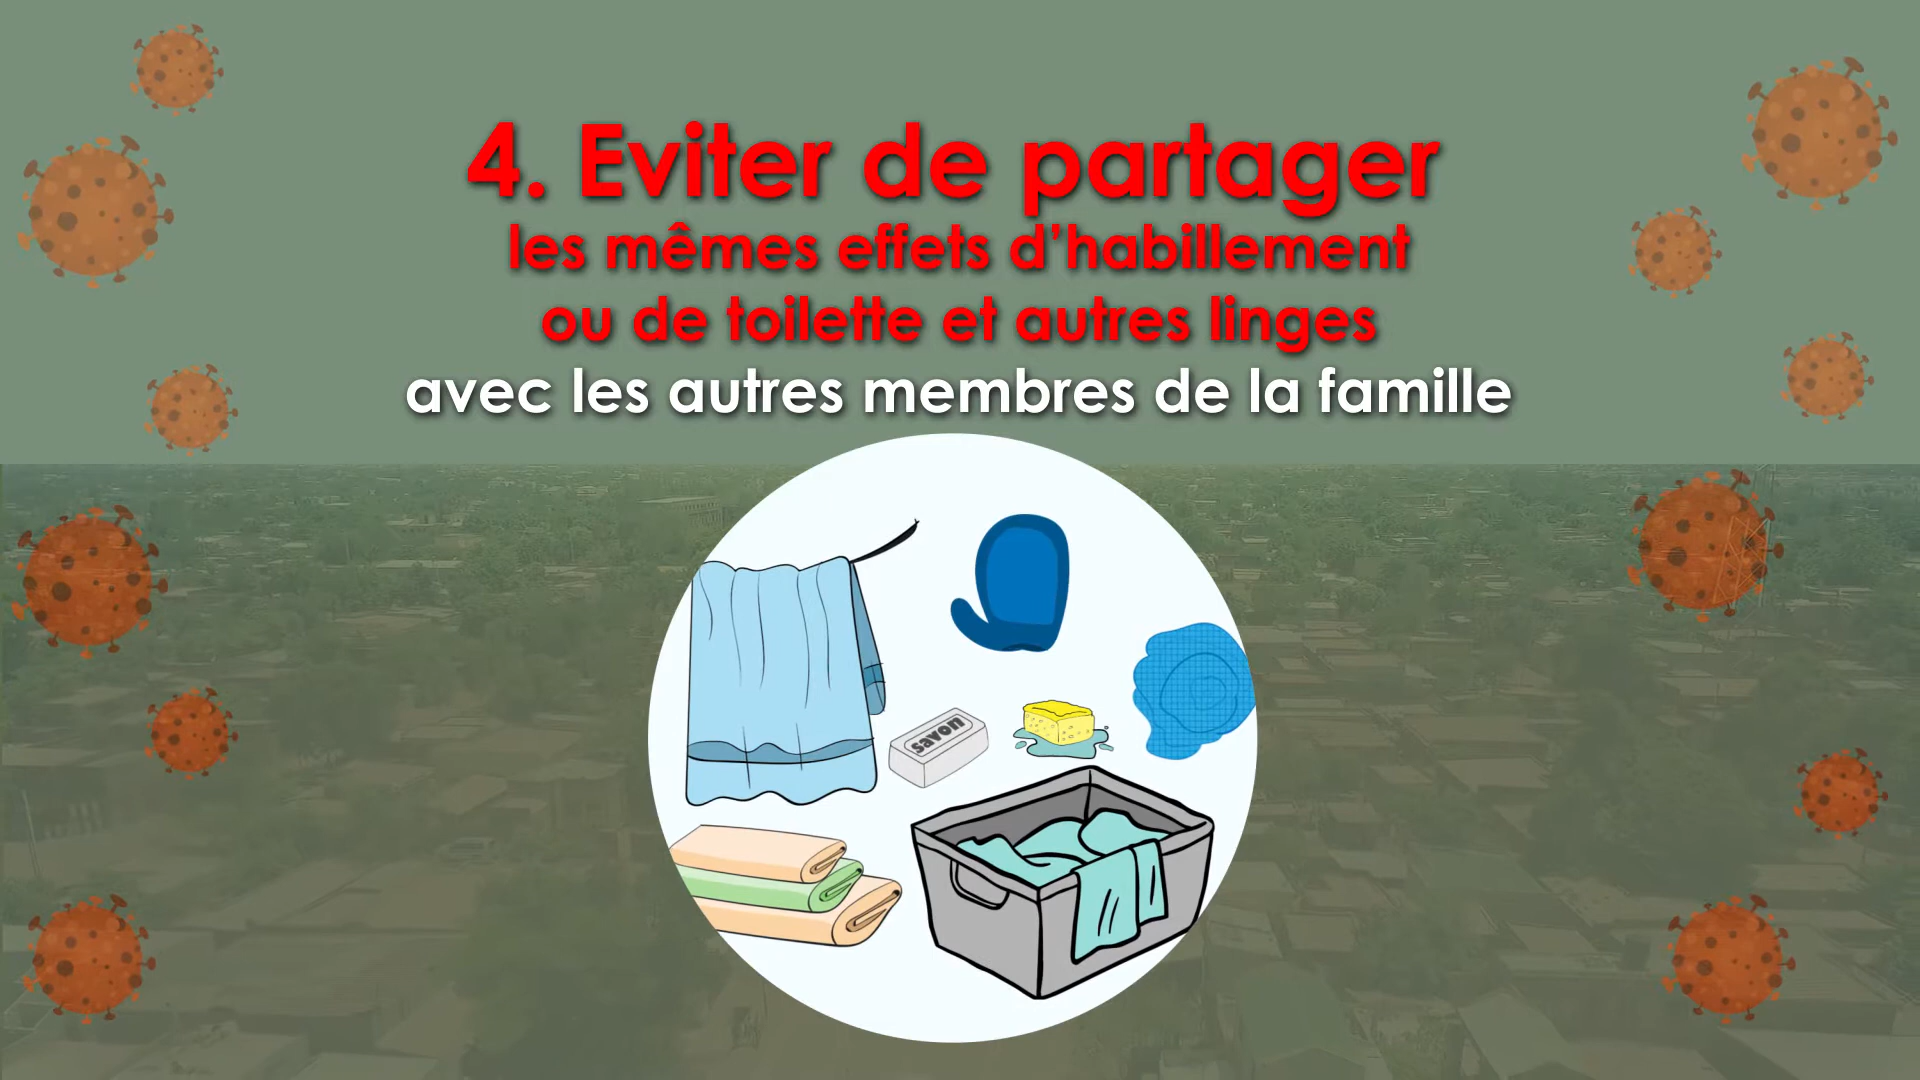 4. Eviter de partager
les mêmes effets d’habillement
ou de toilette et autres linges
avec les autres membres de la famille
savon